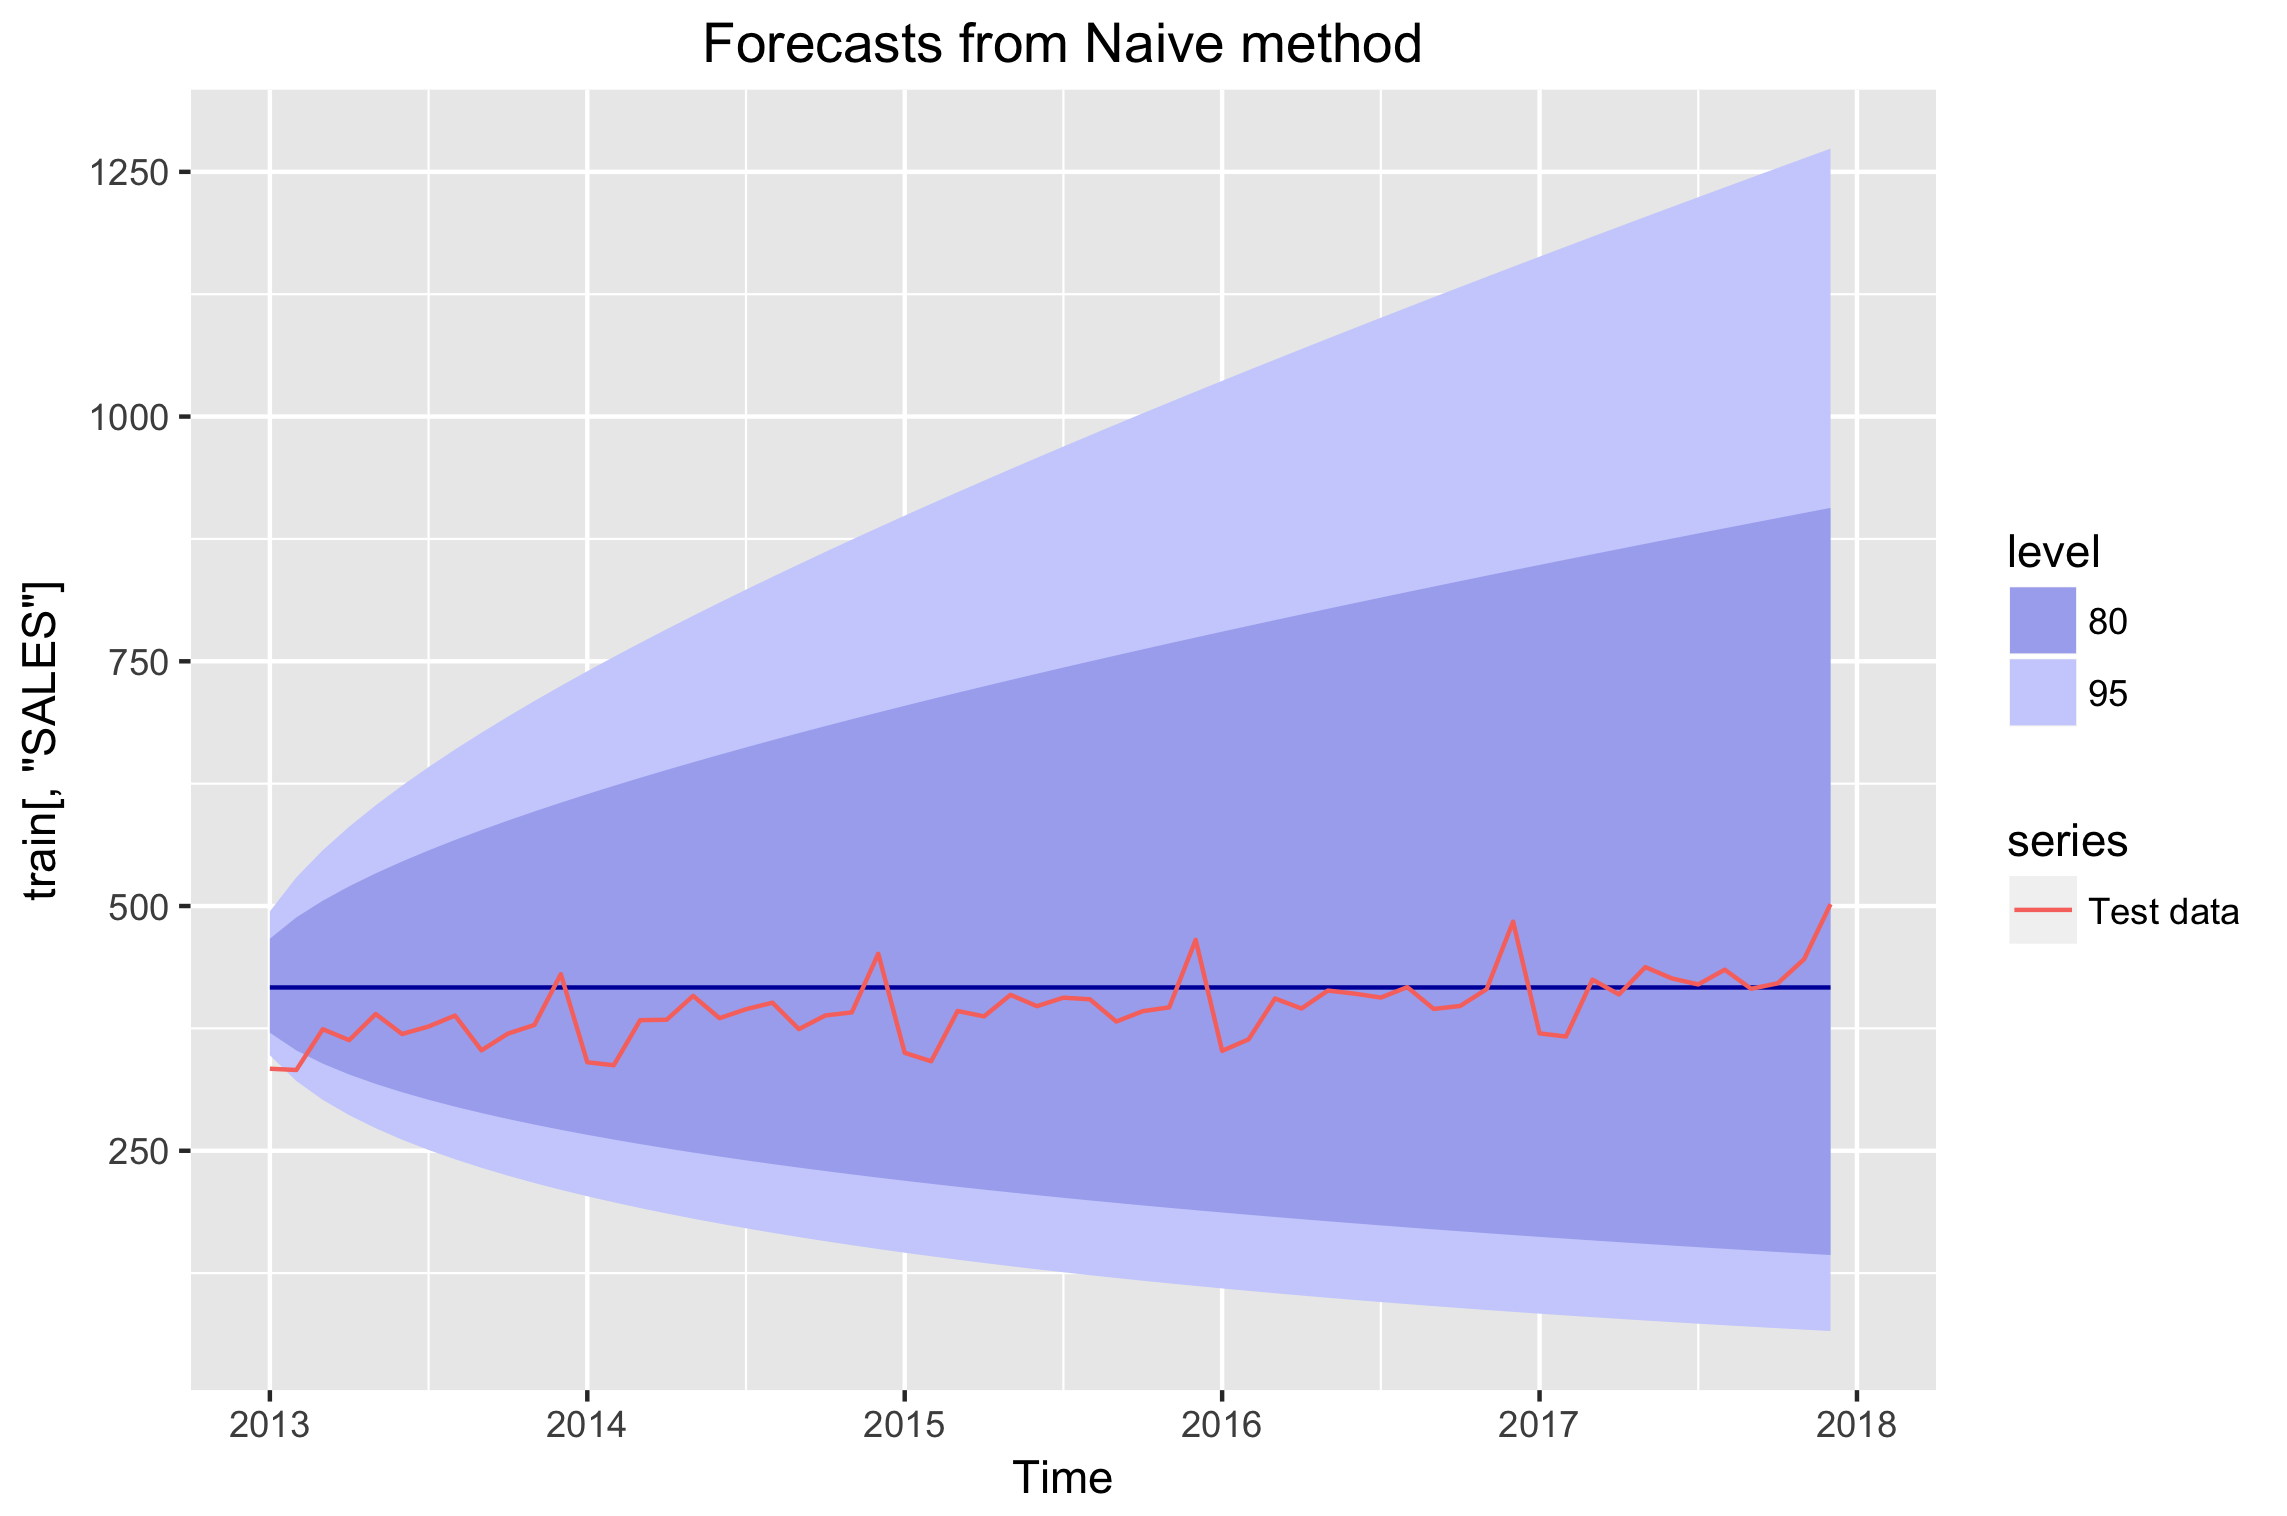 Forecasts from Naive method
train[, "SALES"]
1250
1000
750
500
250
2013 2014 2015 2016 2017 2018
Time
level
80
95
series
Test data